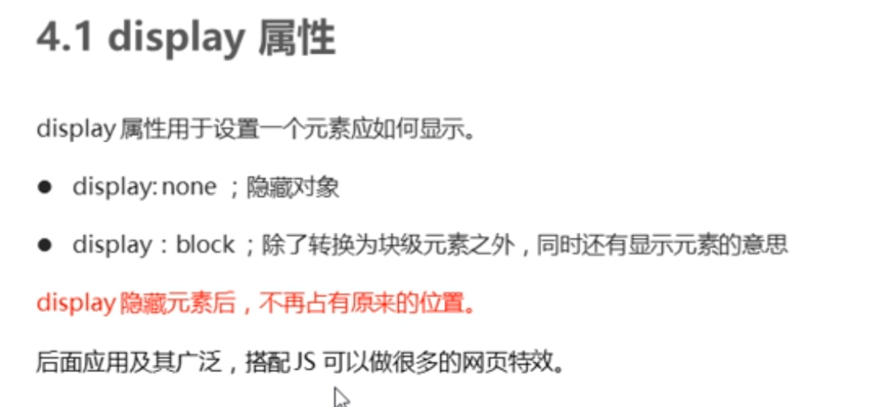 4.1 display 属性
display 属性用于设置一个元素应如何显示。
● display: none ；隐藏对象
● display：block ；除了转换为块级元素之外，同时还有显示元素的意思
display 隐藏元素后，不再占有原来的位置。
后面应用及其广泛，搭配 JS 可以做很多的网页特效。